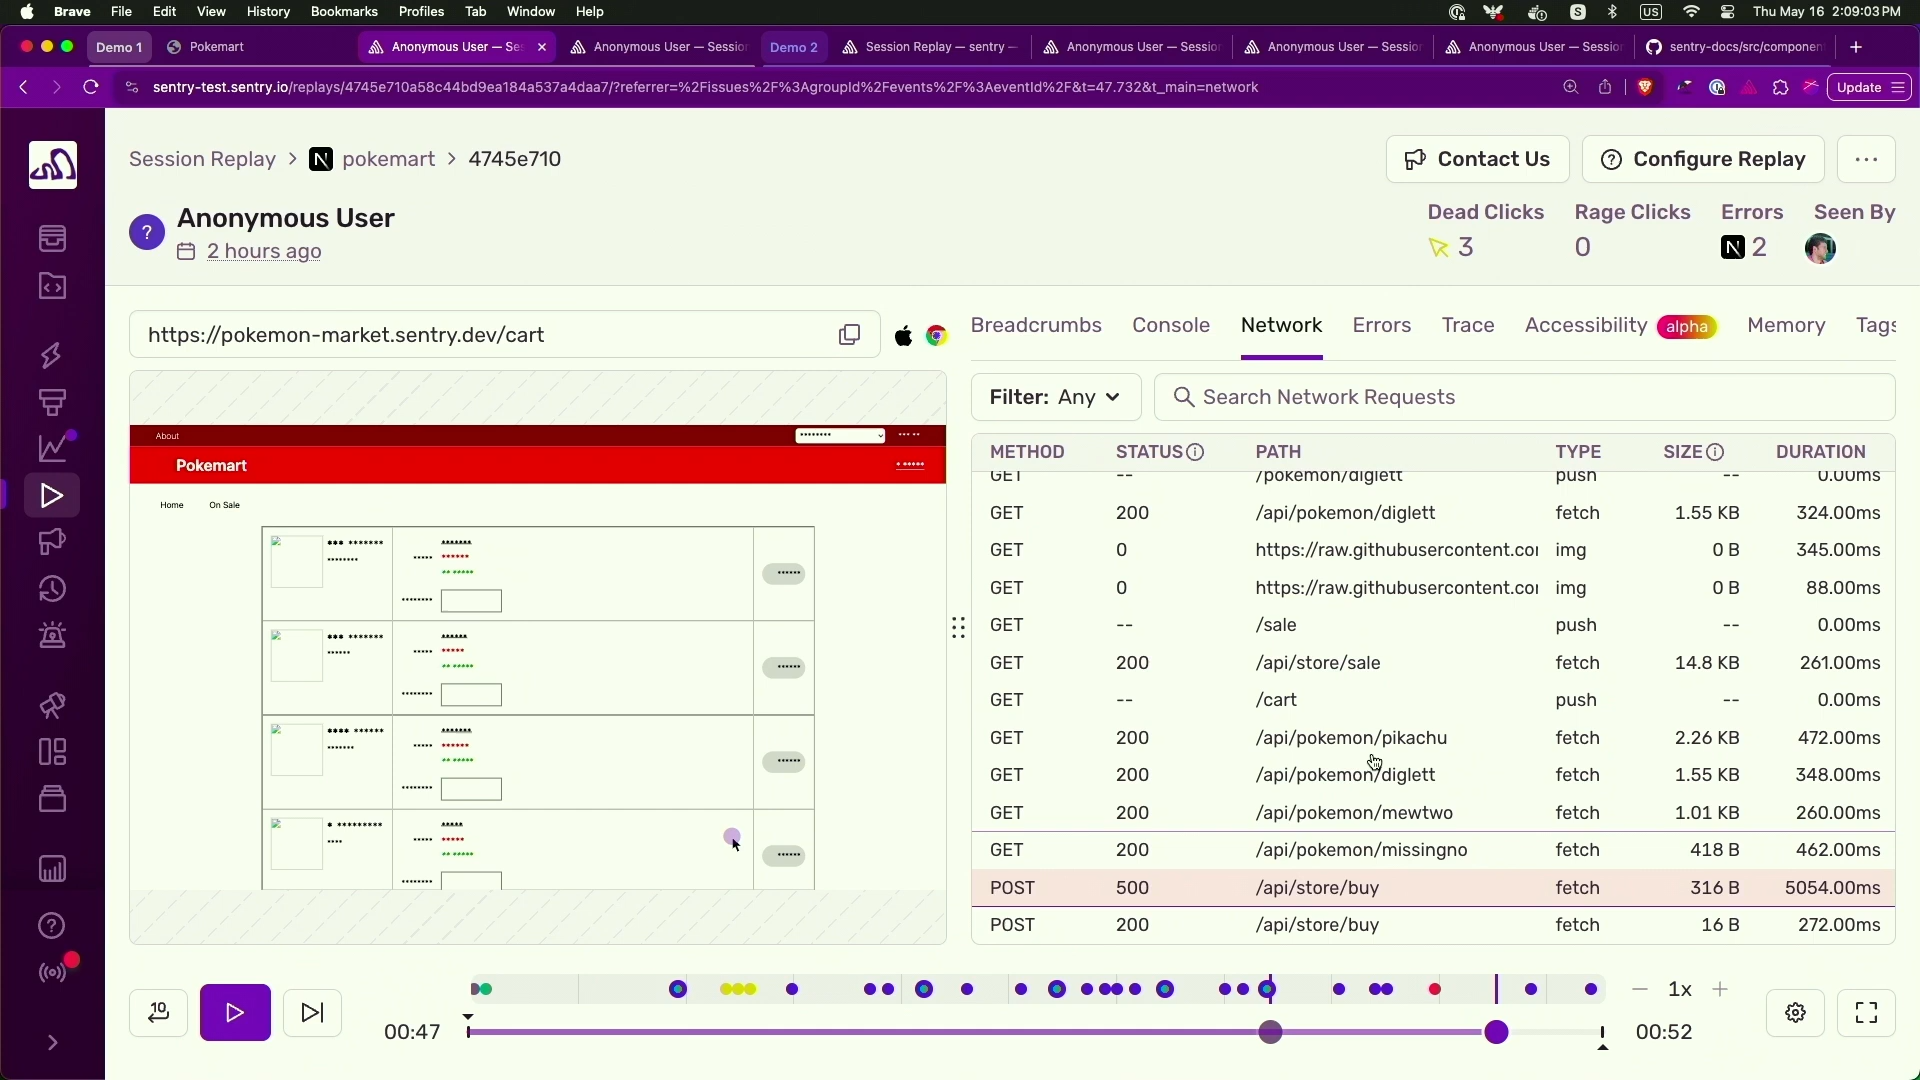 Brave File Edit View History Bookmarks Profiles Tab Window Help
S US Thu May 16 2:09:03 PM
Demo 1 Pokemart Anonymous User — Se Anonymous User — Session Demo 2 Session Replay — sentry — Anonymous User — Session Anonymous User — Session Anonymous User — Session sentry-docs/src/componen
sentry-test.sentry.io/replays/4745e710a58c44bd9ea184a537a4daa7/?referrer=%2Fissues%2F%3AgroupId%2Fevents%2F%3AeventId%2F&t=47.732&t_main=network Update
Session Replay > N pokemart > 4745e710
Contact Us
? Configure Replay
? Anonymous User
2 hours ago
Dead Clicks Rage Clicks Errors Seen By
3 0 N 2
https://pokemon-market.sentry.dev/cart
Breadcrumbs Console Network Errors Trace Accessibility alpha Memory Tags
Filter: Any
Search Network Requests
About
Pokemart
Home On Sale
METHOD STATUS PATH TYPE SIZE DURATION
GET -- /pokemon/diglett push -- 0.00ms
GET 200 /api/pokemon/diglett fetch 1.55 KB 324.00ms
GET 0 https://raw.githubusercontent.co img 0 B 345.00ms
GET 0 https://raw.githubusercontent.co img 0 B 88.00ms
GET -- /sale push -- 0.00ms
GET 200 /api/store/sale fetch 14.8 KB 261.00ms
GET -- /cart push -- 0.00ms
GET 200 /api/pokemon/pikachu fetch 2.26 KB 472.00ms
GET 200 /api/pokemon/diglett fetch 1.55 KB 348.00ms
GET 200 /api/pokemon/mewtwo fetch 1.01 KB 260.00ms
GET 200 /api/pokemon/missingno fetch 418 B 462.00ms
POST 500 /api/store/buy fetch 316 B 5054.00ms
POST 200 /api/store/buy fetch 16 B 272.00ms
10
00:47
1x
00:52